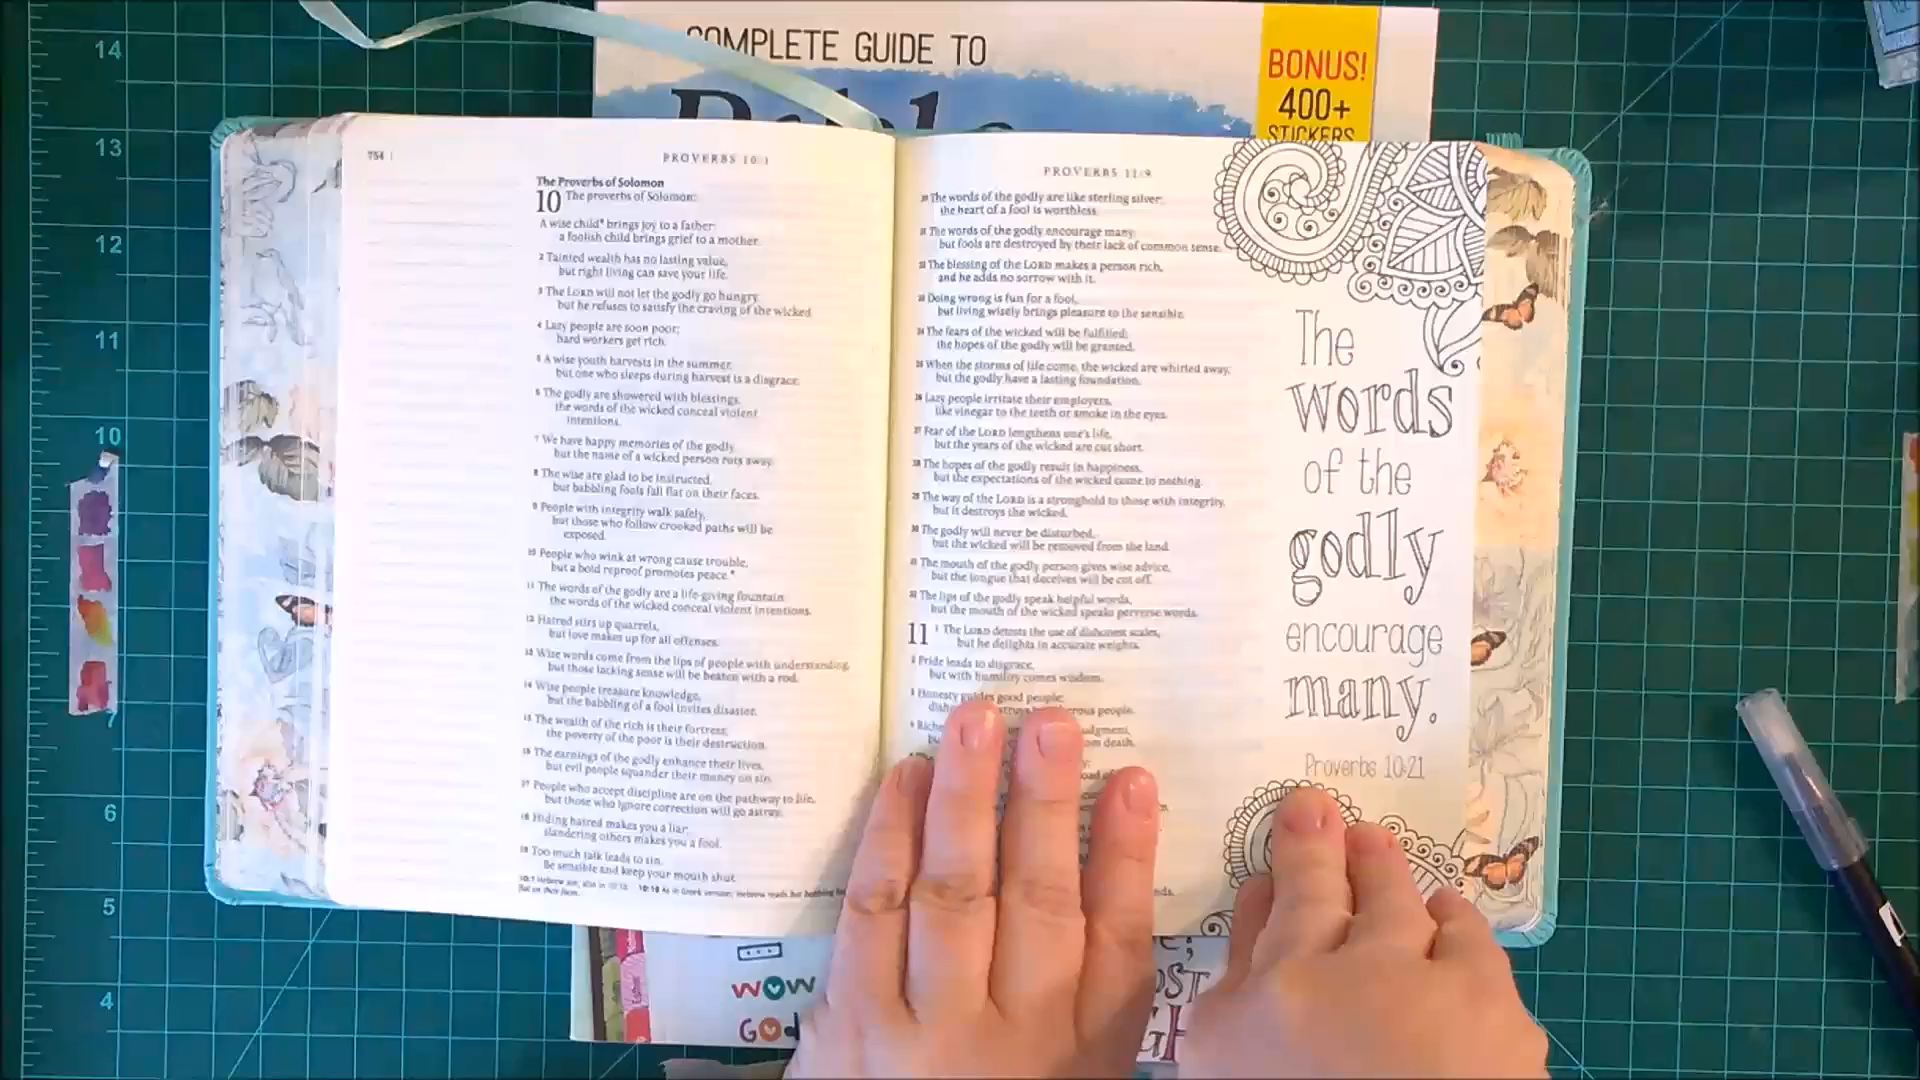 COMPLETE GUIDE TO
BONUS!
400+
STICKERS
754
PROVERBS 10:1
The Proverbs of Solomon
10 The proverbs of Solomon:
A wise child* brings joy to a father;
a foolish child brings grief to a mother.
2 Tainted wealth has no lasting value,
but right living can save your life.
3 The LORD will not let the godly go hungry,
but he refuses to satisfy the craving of the wicked.
4 Lazy people are soon poor;
hard workers get rich.
5 A wise youth harvests in the summer,
but one who sleeps during harvest is a disgrace.
6 The godly are showered with blessings;
the words of the wicked conceal violent
intentions.
7 We have happy memories of the godly,
but the name of a wicked person rots away.
8 The wise are glad to be instructed,
but babbling fools fall flat on their faces.
9 People with integrity walk safely,
but those who follow crooked paths will be
exposed.
10 People who wink at wrong cause trouble,
but a bold reproof promotes peace.*
11 The words of the godly are a life-giving fountain;
the words of the wicked conceal violent intentions.
12 Hatred stirs up quarrels,
but love makes up for all offenses.
13 Wise words come from the lips of people with understanding,
but those lacking sense will be beaten with a rod.
14 Wise people treasure knowledge,
but the babbling of a fool invites disaster.
15 The wealth of the rich is their fortress;
the poverty of the poor is their destruction.
16 The earnings of the godly enhance their lives,
but evil people squander their money on sin.
17 People who accept discipline are on the pathway to life,
but those who ignore correction will go astray.
18 Hiding hatred makes you a liar;
slandering others makes you a fool.
19 Too much talk leads to sin.
Be sensible and keep your mouth shut.
PROVERBS 11:9
20 The words of the godly are like sterling silver;
the heart of a fool is worthless.
21 The words of the godly encourage many,
but fools are destroyed by their lack of common sense.
22 The blessing of the LORD makes a person rich,
and he adds no sorrow with it.
23 Doing wrong is fun for a fool,
but living wisely brings pleasure to the sensible.
24 The fears of the wicked will be fulfilled;
the hopes of the godly will be granted.
25 When the storms of life come, the wicked are whirled away,
but the godly have a lasting foundation.
26 Lazy people irritate their employers,
like vinegar to the teeth or smoke in the eyes.
27 Fear of the LORD lengthens one's life,
but the years of the wicked are cut short.
28 The hopes of the godly result in happiness,
but the expectations of the wicked come to nothing.
29 The way of the LORD is a stronghold to those with integrity,
but it destroys the wicked.
30 The godly will never be disturbed,
but the wicked will be removed from the land.
31 The mouth of the godly person gives wise advice,
but the tongue that deceives will be cut off.
32 The lips of the godly speak helpful words,
but the mouth of the wicked speaks perverse words.
11 1 The LORD detests the use of dishonest scales,
but he delights in accurate weights.
2 Pride leads to disgrace,
but with humility comes wisdom.
3 Honesty guides good people;
people.
from death.
The
words
of the
godly
encourage
many.
Proverbs 10:21
WOW
GOD
14
13
12
11
10
7
6
5
4